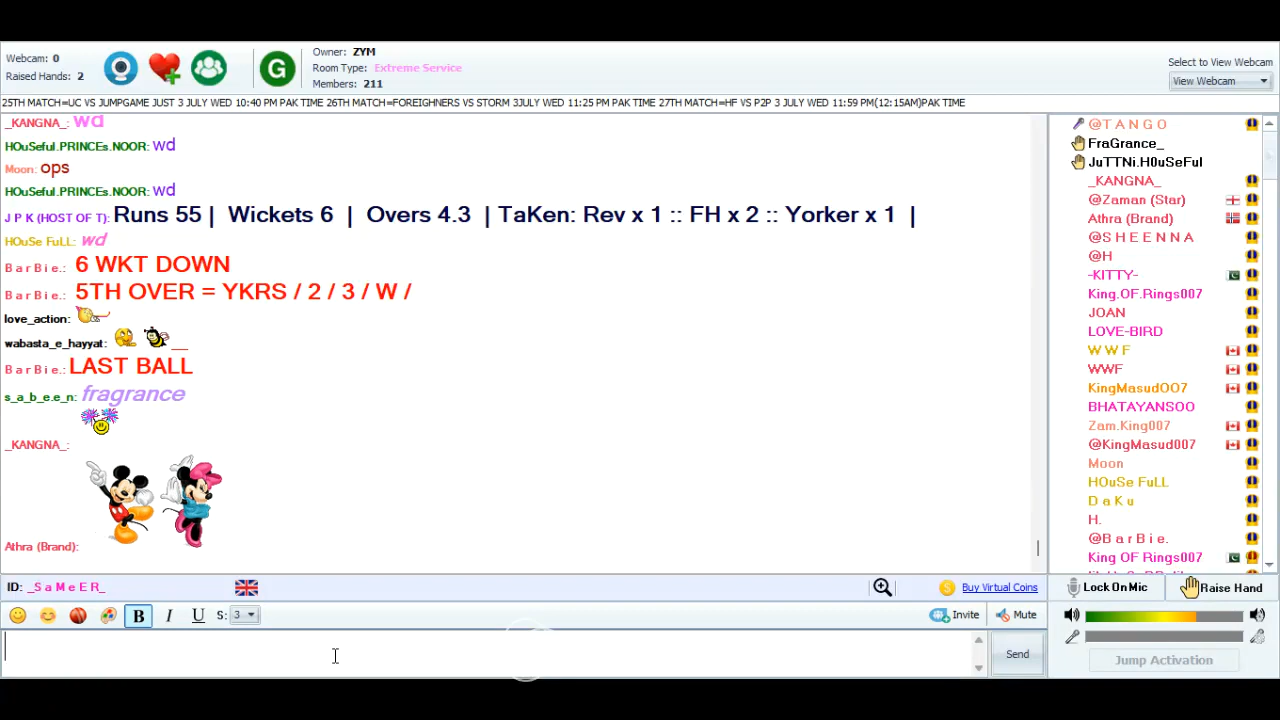 Webcam: 0
Raised Hands: 2
G
Owner: ZYM
Room Type: Extreme Service
Members: 211
Select to View Webcam
View Webcam
25TH MATCH=UC VS JUMPGAME JUST 3 JULY WED 10:40 PM PAK TIME 26TH MATCH=FOREIGHNERS VS STORM 3JULY WED 11:25 PM PAK TIME 27TH MATCH=HF VS P2P 3 JULY WED 11:59 PM(12:15AM)PAK TIME
_KANGNA_: wd
HOuSeful.PRINCEs.NOOR: wd
Moon: ops
HOuSeful.PRINCEs.NOOR: wd
J P K (HOST OF T): Runs 55 | Wickets 6 | Overs 4.3 | TaKen: Rev x 1 :: FH x 2 :: Yorker x 1 |
HOuSe FuLL: wd
B a r B i e .: 6 WKT DOWN
B a r B i e .: 5TH OVER = YKRS / 2 / 3 / W /
love_action:
wabasta_e_hayyat: __
B a r B i e .: LAST BALL
s_a_b_e.e_n: fragrance
_KANGNA_:
Athra (Brand):
@T A N G O
FraGrance_
JuTTNi.H0uSeFul
_KANGNA_
@Zaman (Star)
Athra (Brand)
@S H E E N N A
@H
-KITTY-
King.OF.Rings007
JOAN
LOVE-BIRD
W W F
WWF
KingMasudOO7
BHATAYANSOO
Zam.King007
@KingMasud007
Moon
HOuSe FuLL
D a K u
H.
@B a r B i e.
King OF Rings007
ID: _S a M e E R_
Buy Virtual Coins
Lock On Mic
Raise Hand
B I U S: 3
Invite
Mute
Send
Jump Activation